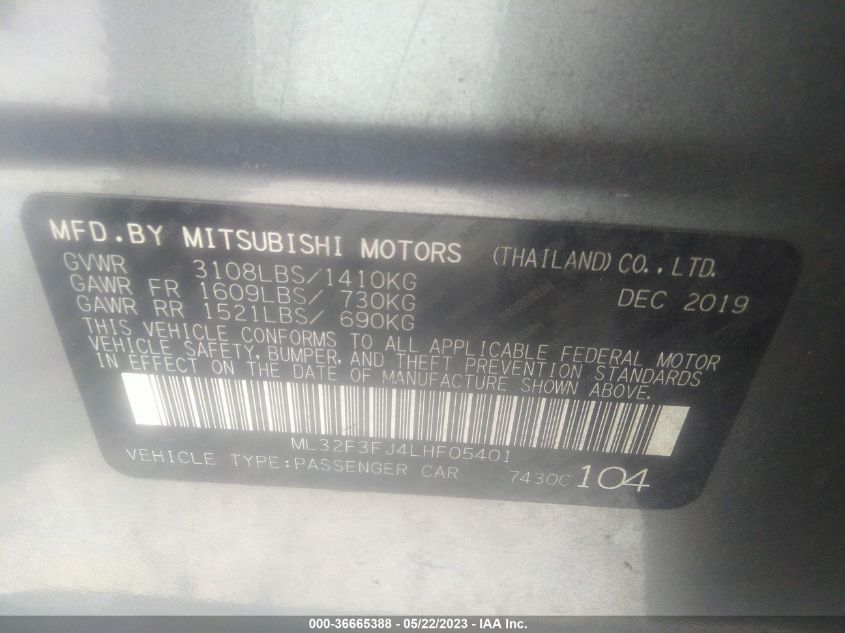 MFD.BY MITSUBISHI MOTORS (THAILAND) CO., LTD.
GVWR 3108LBS/1410KG DEC 2019
GAWR FR 1609LBS/ 730KG
GAWR RR 1521LBS/ 690KG
THIS VEHICLE CONFORMS TO ALL APPLICABLE FEDERAL MOTOR
VEHICLE SAFETY, BUMPER, AND THEFT PREVENTION STANDARDS
IN EFFECT ON THE DATE OF MANUFACTURE SHOWN ABOVE.
ML32F3FJ4LHF05401
VEHICLE TYPE:PASSENGER CAR 7430C 104
000-36665388 - 05/22/2023 - IAA Inc.